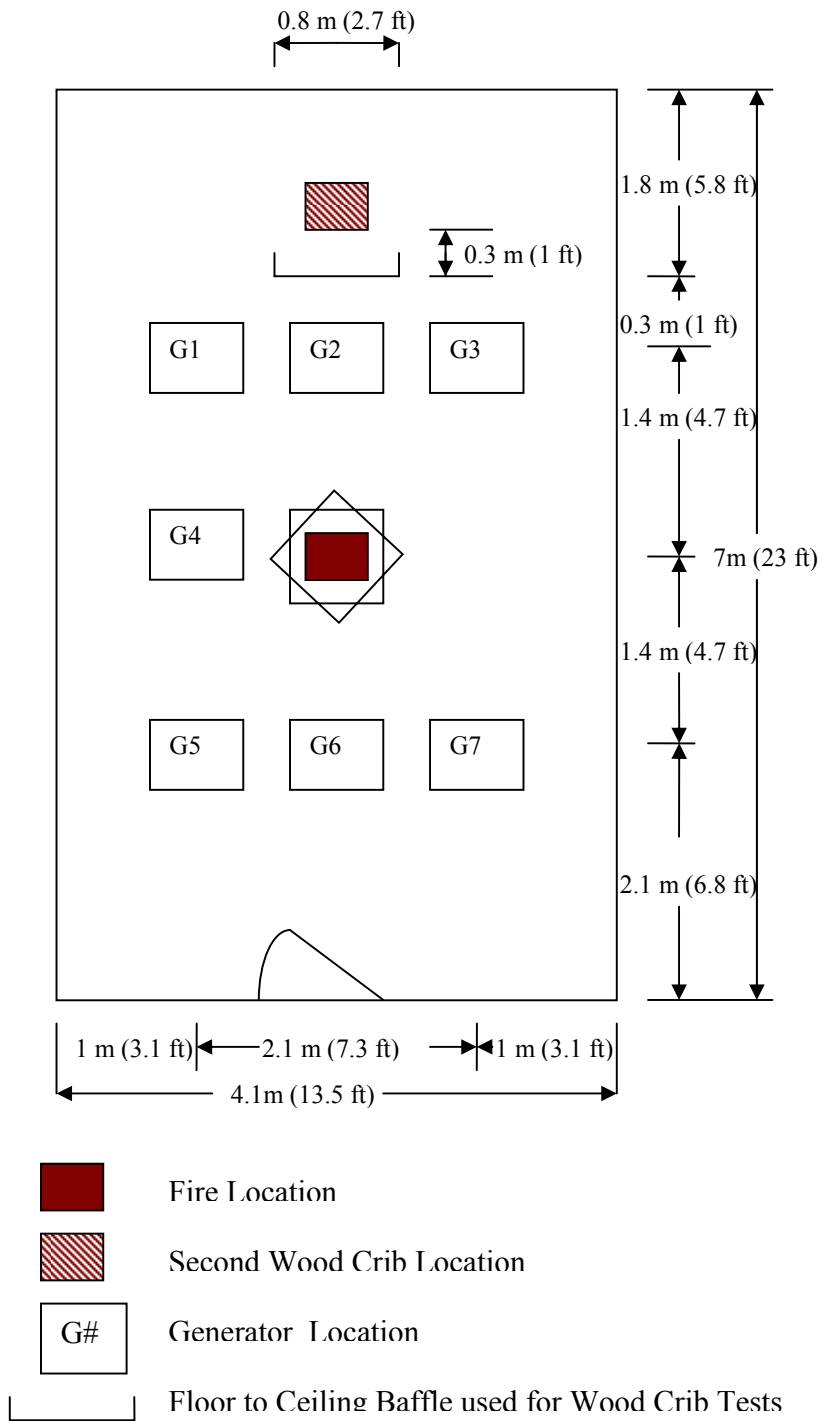 0.8 m (2.7 ft)
1.8 m (5.8 ft)
0.3 m (1 ft)
0.3 m (1 ft)
G1 G2 G3
1.4 m (4.7 ft)
G4
7m (23 ft)
1.4 m (4.7 ft)
G5 G6 G7
2.1 m (6.8 ft)
1 m (3.1 ft) 2.1 m (7.3 ft) 1 m (3.1 ft)
4.1m (13.5 ft)
Fire Location
Second Wood Crib Location
G# Generator Location
Floor to Ceiling Baffle used for Wood Crib Tests